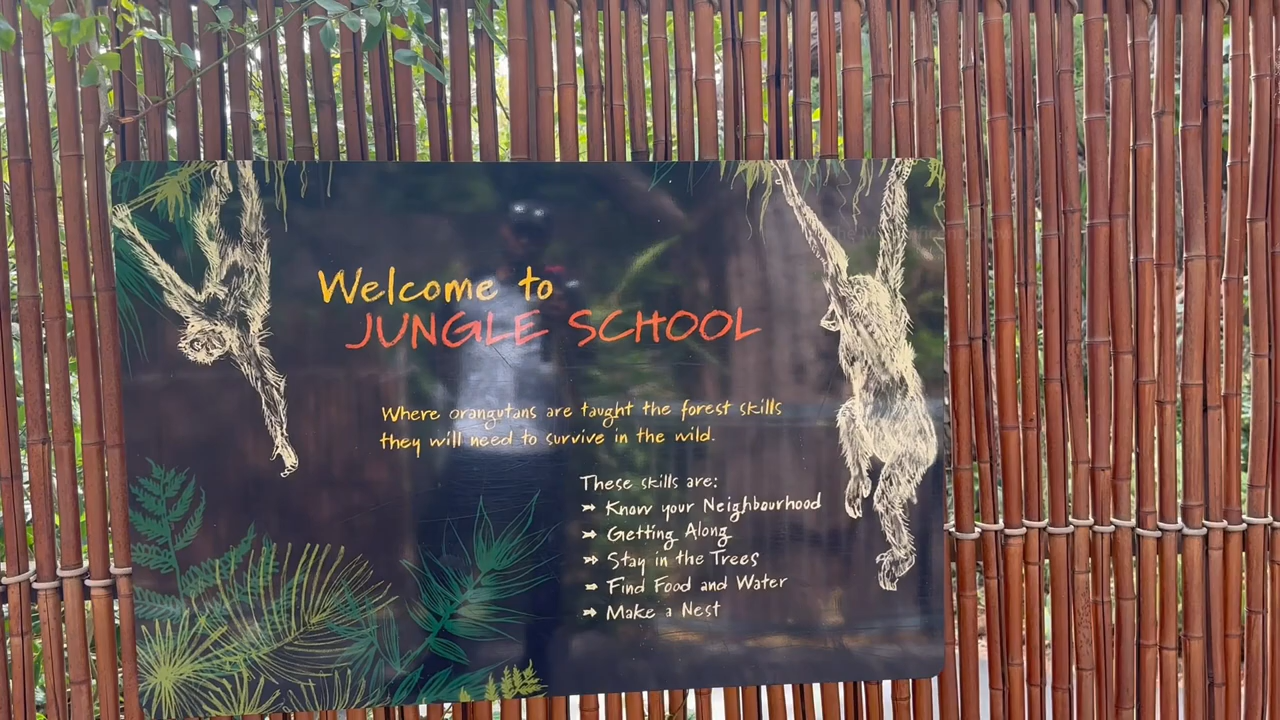 Welcome to
JUNGLE SCHOOL
Where orangutans are taught the forest skills
they will need to survive in the wild.
These skills are:
Know your Neighbourhood
Getting Along
Stay in the Trees
Find Food and Water
Make a Nest